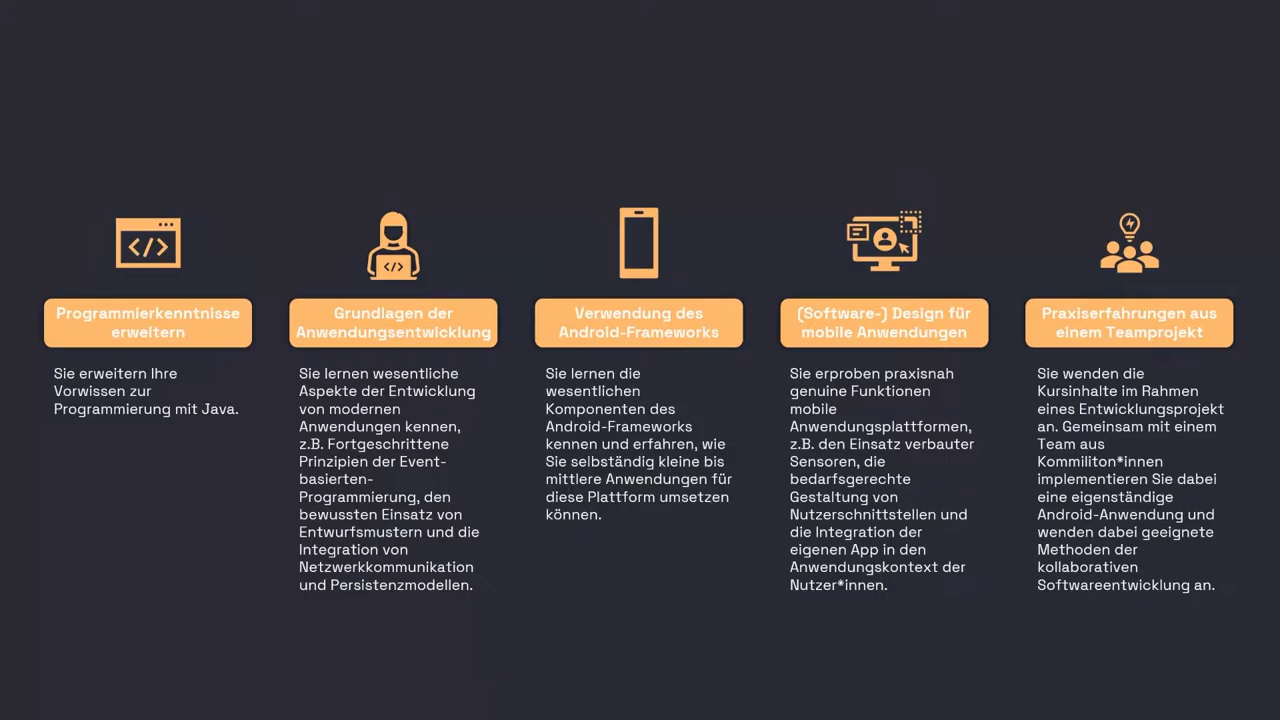 Programmierkenntnisse
erweitern
Sie erweitern Ihre
Vorwissen zur
Programmierung mit Java.
Grundlagen der
Anwendungsentwicklung
Sie lernen wesentliche
Aspekte der Entwicklung
von modernen
Anwendungen kennen,
z.B. Fortgeschrittene
Prinzipien der Event-
basierten-
Programmierung, den
bewussten Einsatz von
Entwurfsmustern und die
Integration von
Netzwerkkommunikation
und Persistenzmodellen.
Verwendung des
Android-Frameworks
Sie lernen die
wesentlichen
Komponenten des
Android-Frameworks
kennen und erfahren, wie
Sie selbständig kleine bis
mittlere Anwendungen für
diese Plattform umsetzen
können.
(Software-) Design für
mobile Anwendungen
Sie erproben praxisnah
genuine Funktionen
mobile
Anwendungsplattformen,
z.B. den Einsatz verbauter
Sensoren, die
bedarfsgerechte
Gestaltung von
Nutzerschnittstellen und
die Integration der
eigenen App in den
Anwendungskontext der
Nutzer*innen.
Praxiserfahrungen aus
einem Teamprojekt
Sie wenden die
Kursinhalte im Rahmen
eines Entwicklungsprojekt
an. Gemeinsam mit einem
Team aus
Kommiliton*innen
implementieren Sie dabei
eine eigenständige
Android-Anwendung und
wenden dabei geeignete
Methoden der
kollaborativen
Softwareentwicklung an.